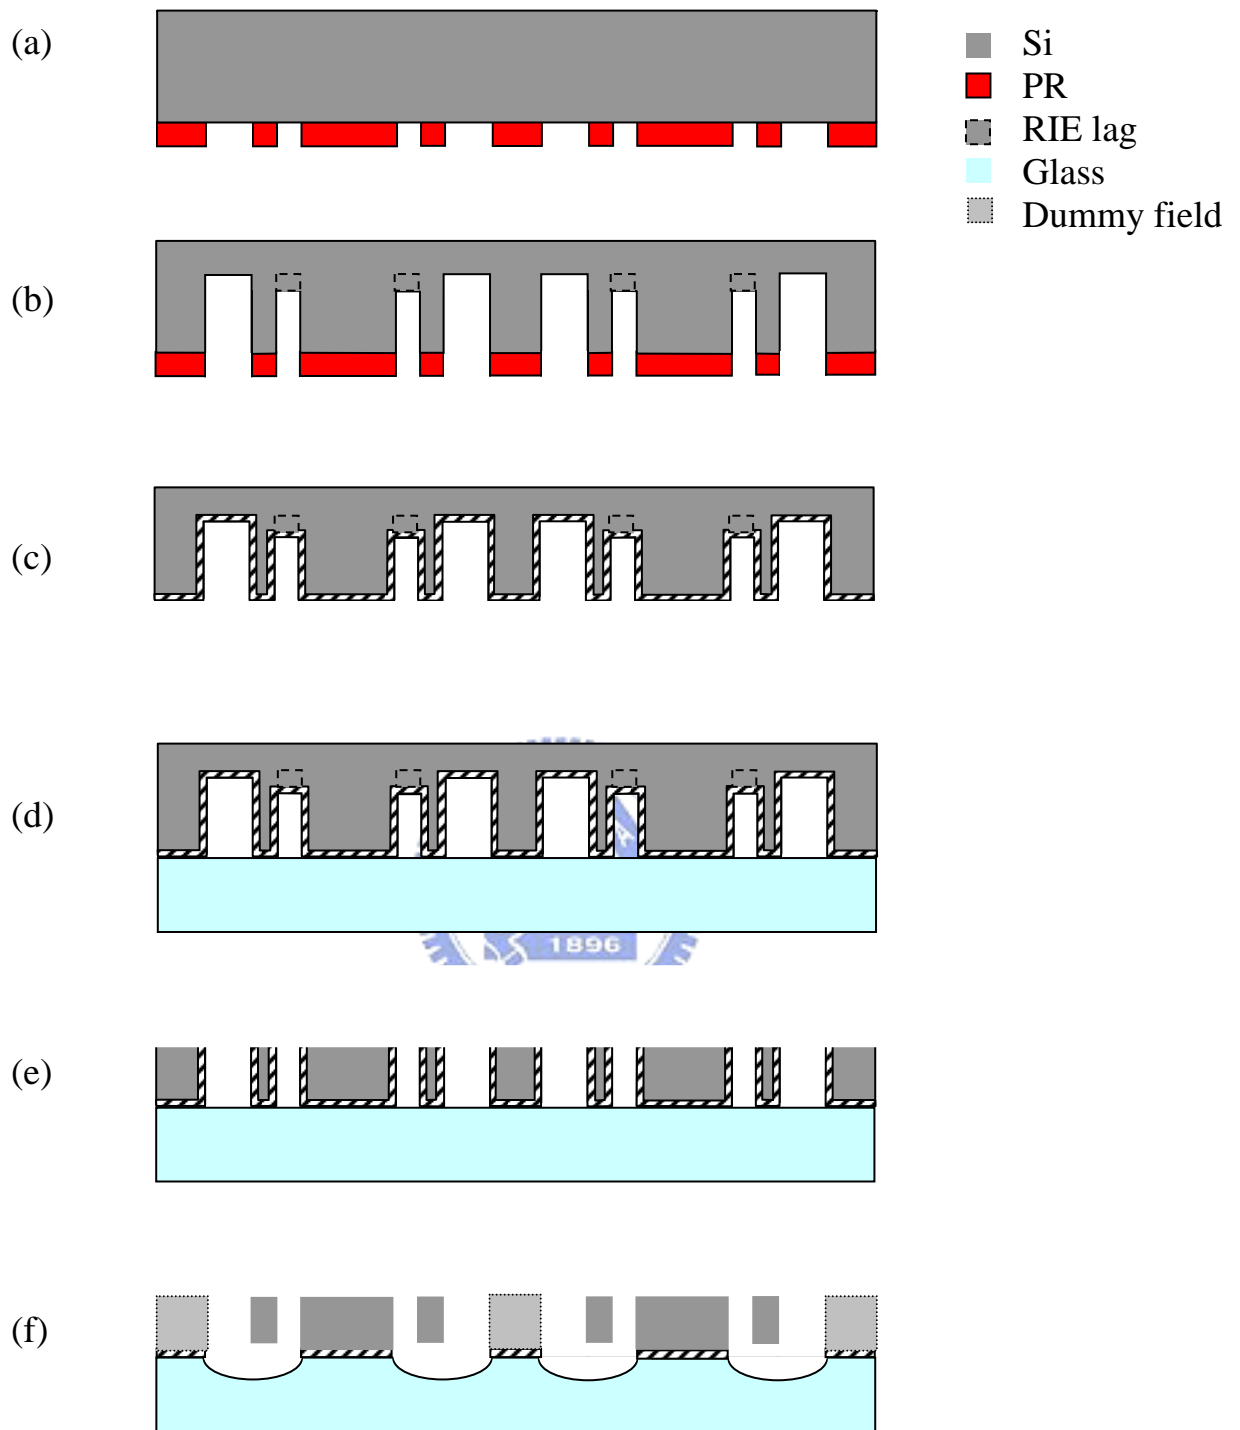 (a)
Si
PR
RIE lag
Glass
Dummy field
(b)
(c)
(d)
A
1896
(e)
(f)